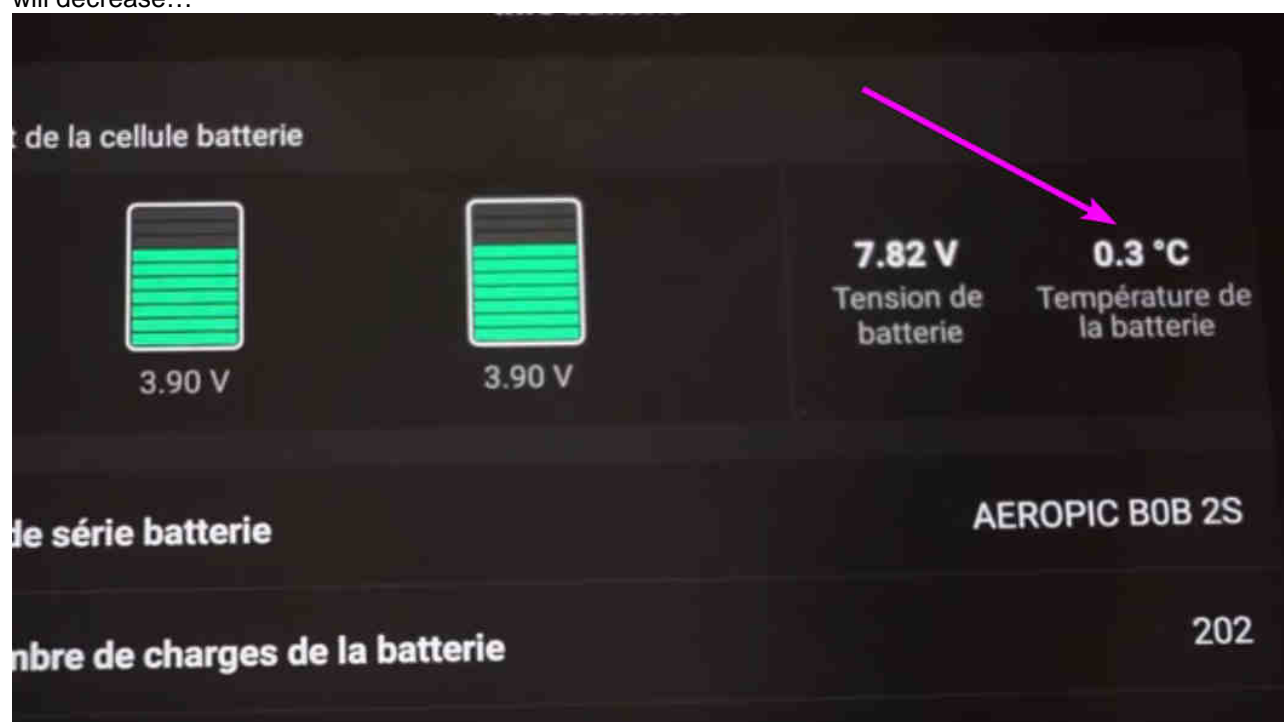 will decrease…
de la cellule batterie
7.82 V
0.3 °C
Tension de
batterie
Température de
la batterie
3.90 V
3.90 V
de série batterie
AEROPIC B0B 2S
de charges de la batterie
202